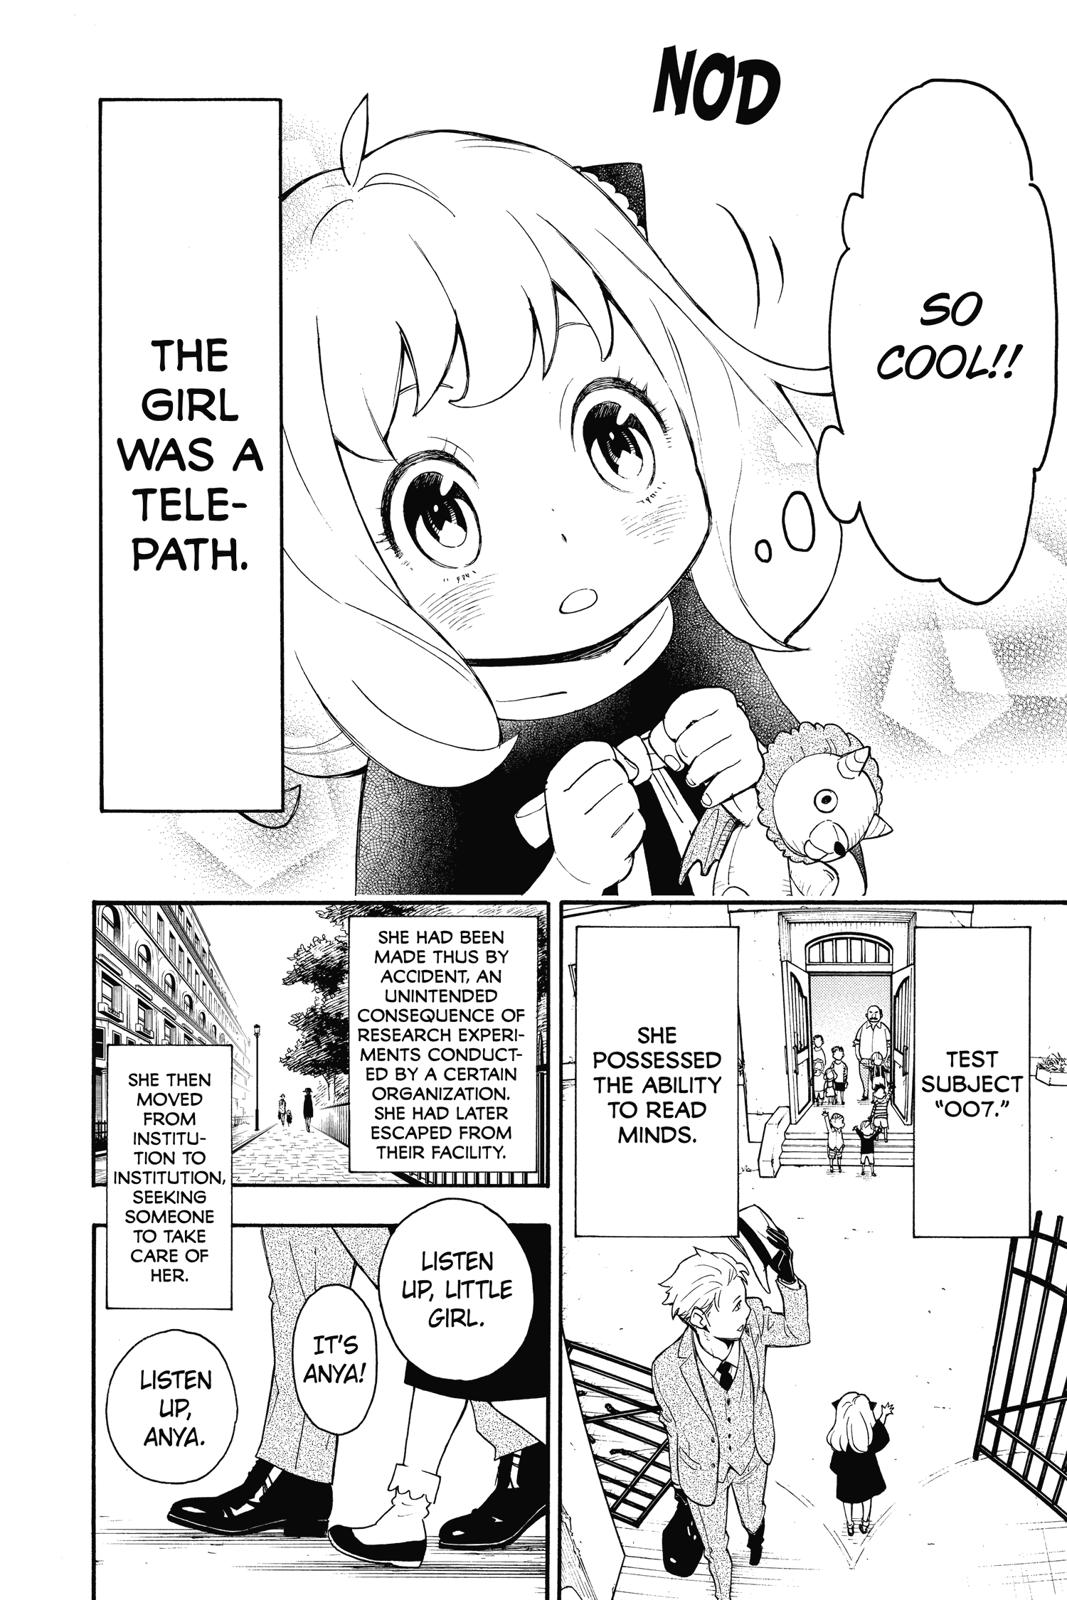 NOD
SO
COOL!!
THE
GIRL
WAS A
TELE-
PATH.
TEST
SUBJECT
"007."
SHE
POSSESSED
THE ABILITY
TO READ
MINDS.
SHE HAD BEEN
MADE THUS BY
ACCIDENT, AN
UNINTENDED
CONSEQUENCE OF
RESEARCH EXPERI-
MENTS CONDUCT-
ED BY A CERTAIN
ORGANIZATION.
SHE HAD LATER
ESCAPED FROM
THEIR FACILITY.
SHE THEN
MOVED
FROM
INSTITU-
TION TO
INSTITUTION,
SEEKING
SOMEONE
TO TAKE
CARE OF
HER.
LISTEN
UP, LITTLE
GIRL.
IT'S
ANYA!
LISTEN
UP,
ANYA.